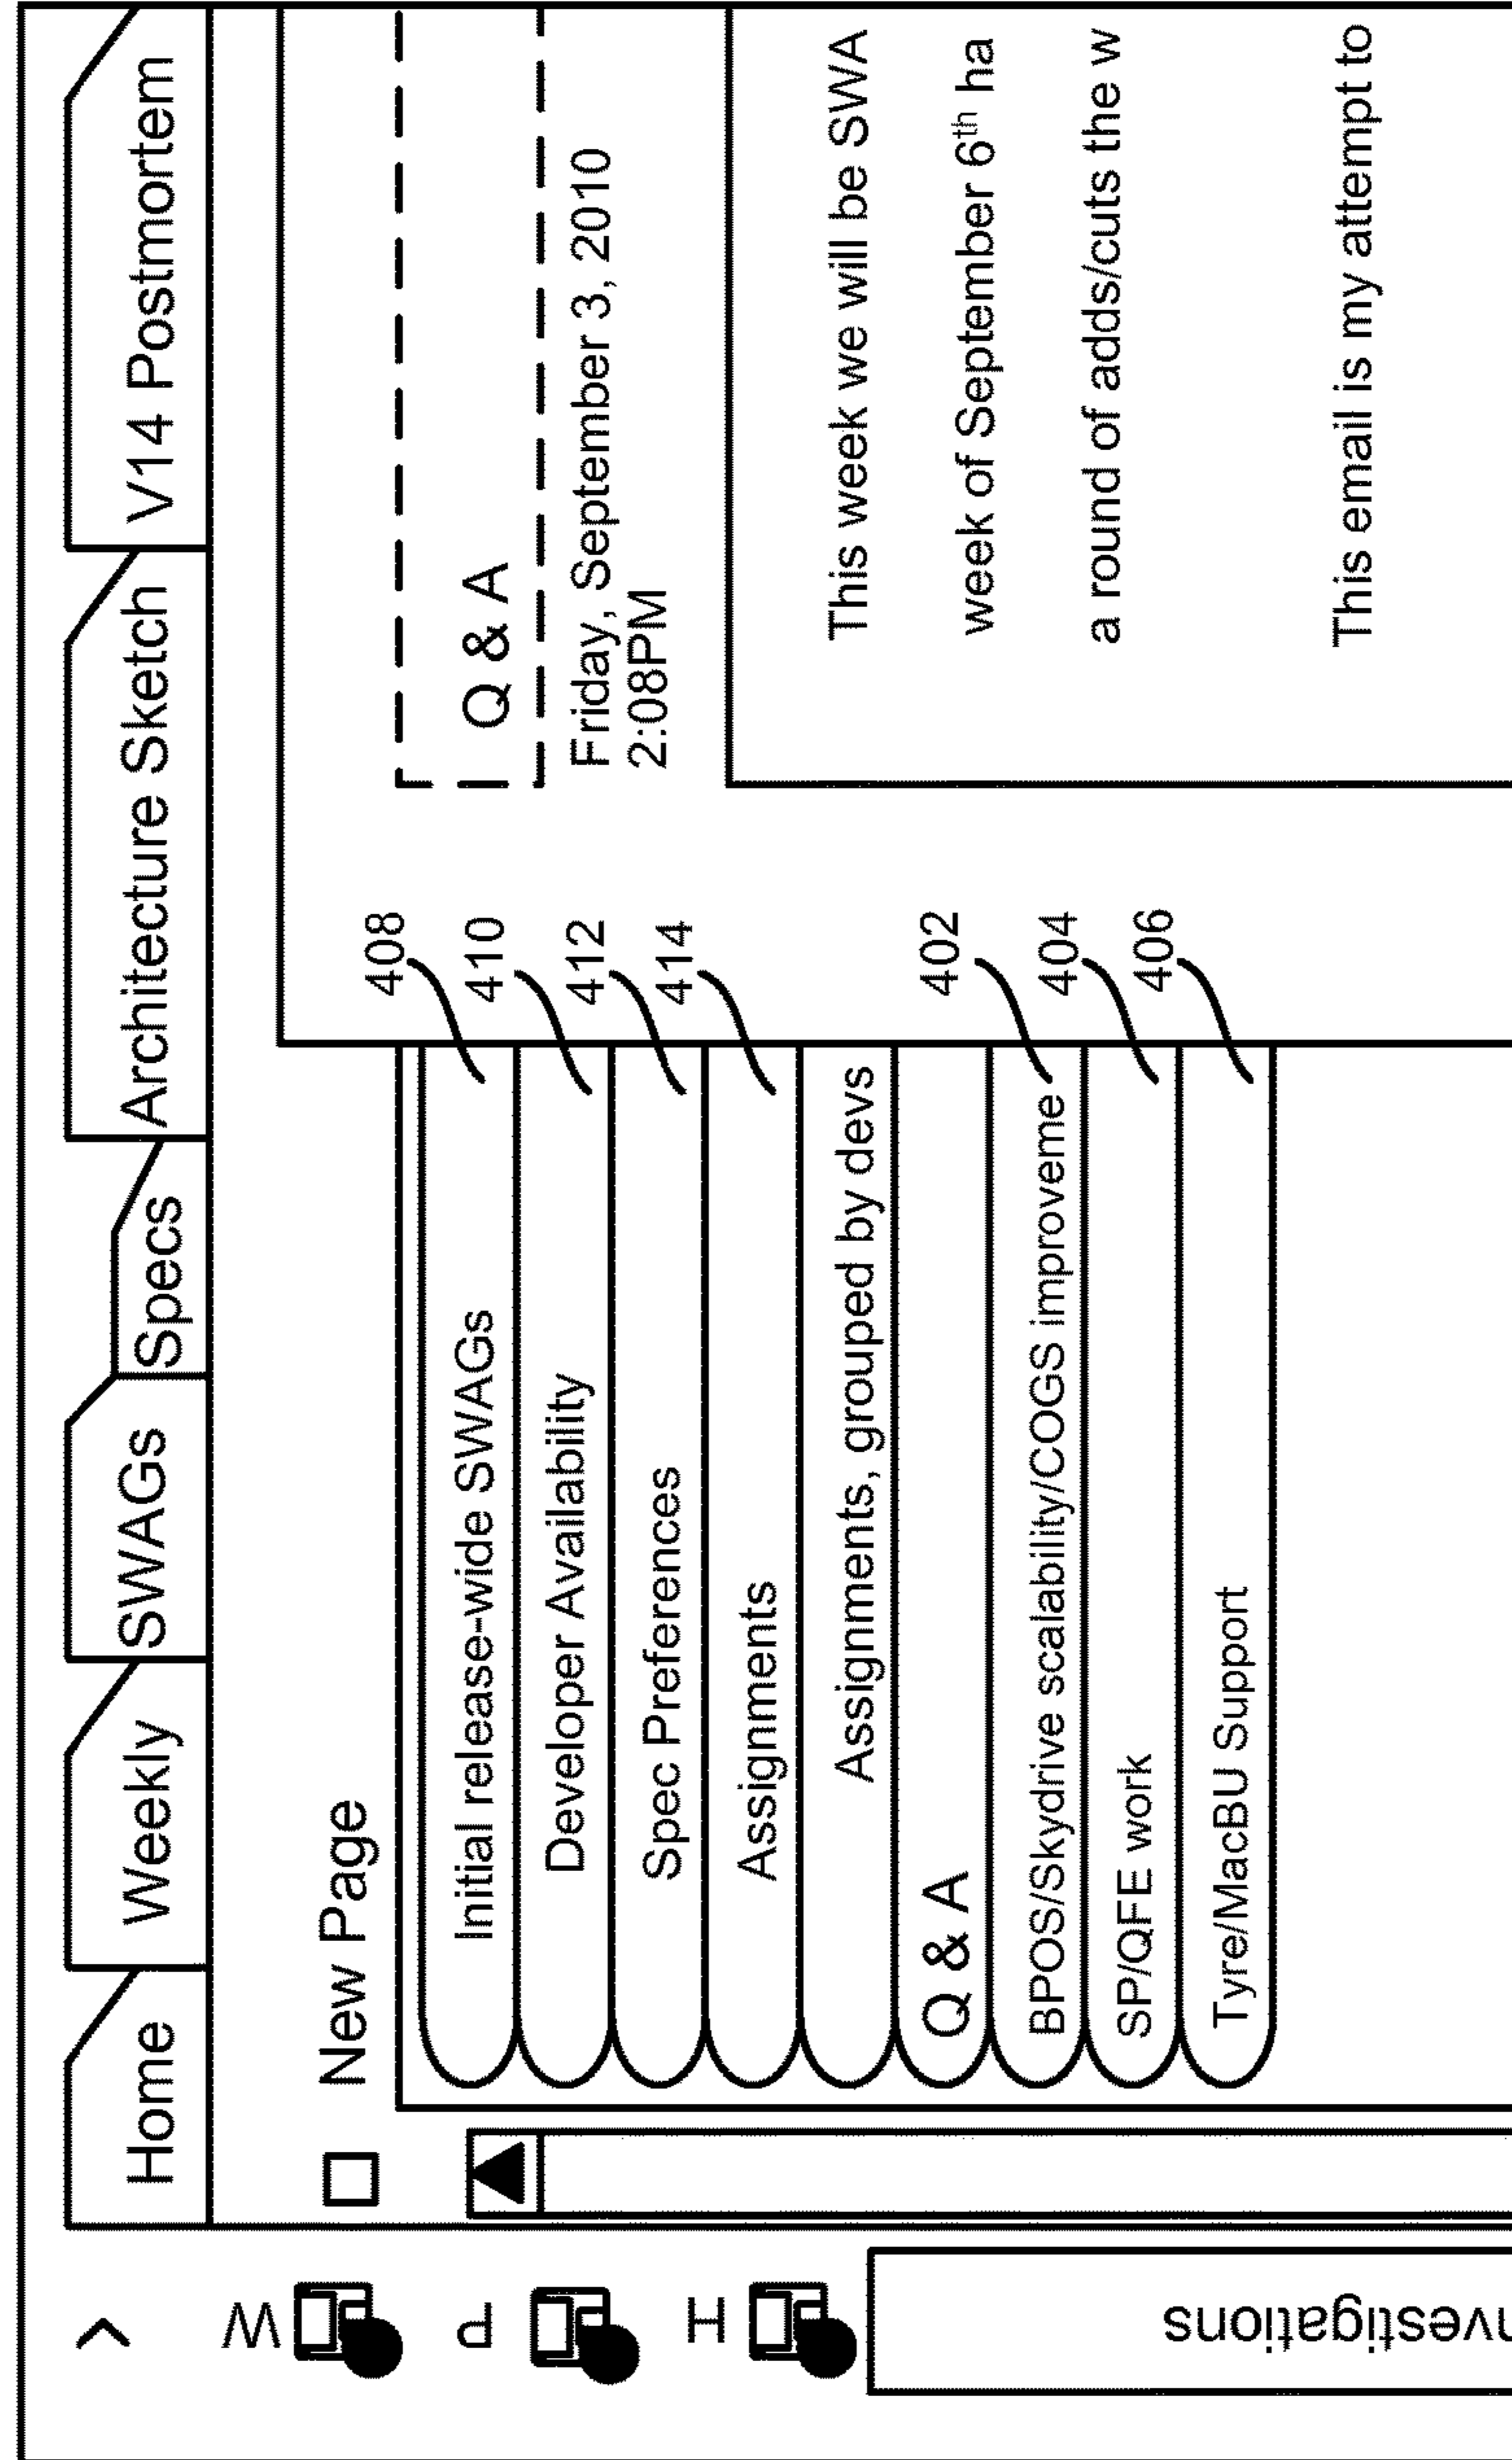 Home
Weekly
SWAGs
Specs
Architecture Sketch
V14 Postmortem
W
P
H
nvestigations
New Page
Initial release-wide SWAGs
Developer Availability
Spec Preferences
Assignments
Assignments, grouped by devs
Q & A
BPOS/Skydrive scalability/COGS improveme
SP/QFE work
Tyre/MacBU Support
408
410
412
414
402
404
406
Q & A
Friday, September 3, 2010
2:08PM
This week we will be SWA
week of September 6th ha
a round of adds/cuts the w
This email is my attempt to